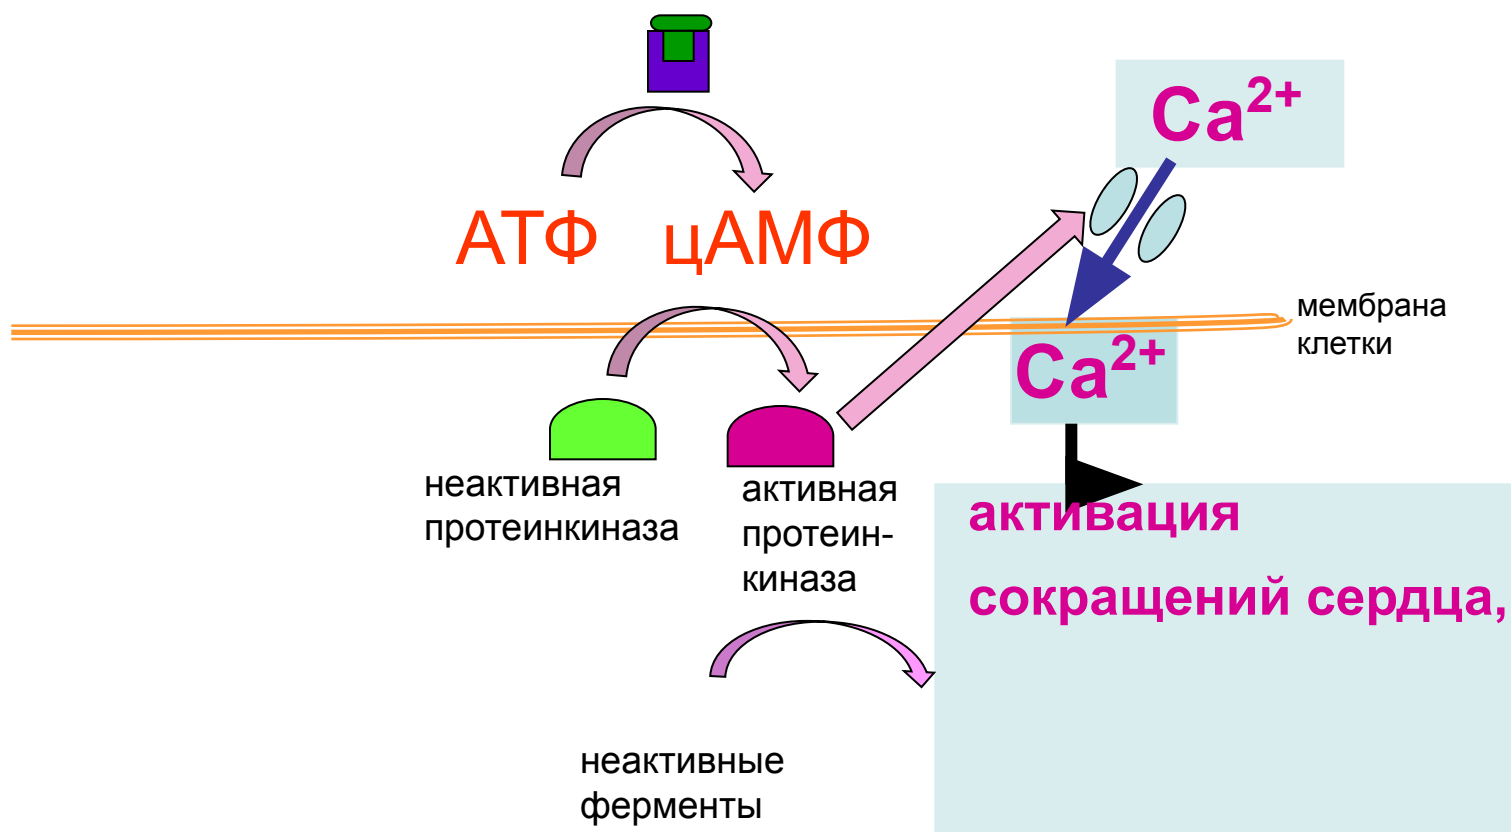 Ca²⁺
АТФ цАМФ
мембрана
клетки
Ca²⁺
неактивная
протеинкиназа
активная
протеин-
киназа
активация
сокращений сердца,
неактивные
ферменты